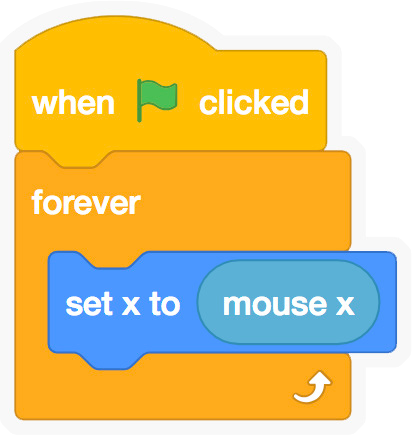 when clicked
forever
set x to mouse x